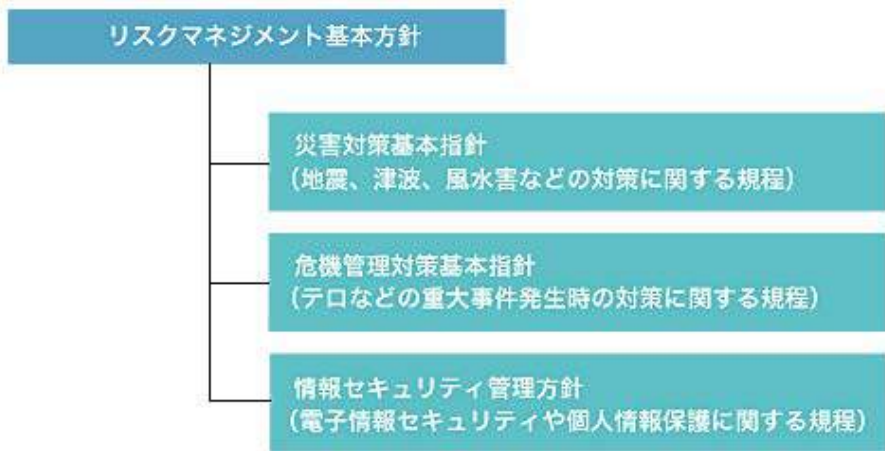 リスクマネジメント基本方針
災害対策基本指針
(地震、津波、風水害などの対策に関する規程)
危機管理対策基本指針
(テロなどの重大事件発生時の対策に関する規程)
情報セキュリティ管理方針
(電子情報セキュリティや個人情報保護に関する規程)